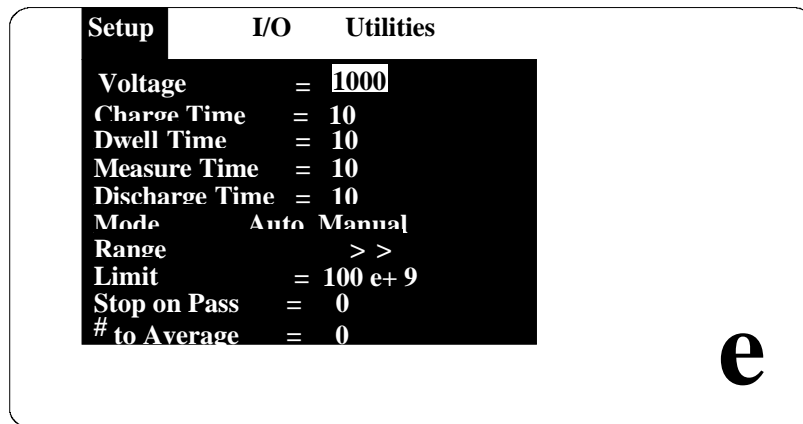 Setup I/O Utilities
Voltage = 1000
Charge Time = 10
Dwell Time = 10
Measure Time = 10
Discharge Time = 10
Mode Auto Manual
Range > >
Limit = 100 e+ 9
Stop on Pass = 0
# to Average = 0
e